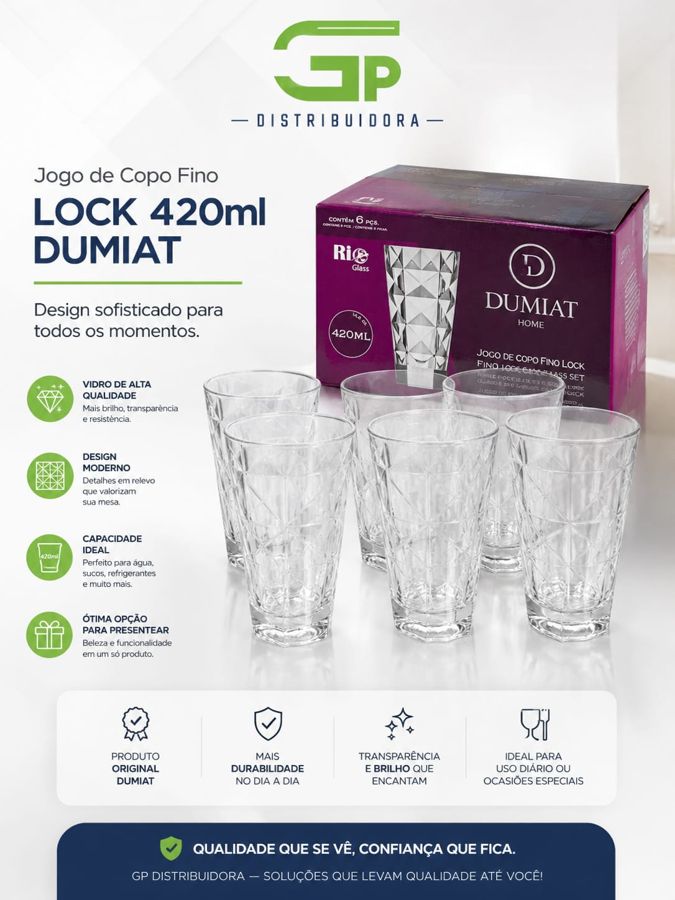 GP
DISTRIBUIDORA
Jogo de Copo Fino
LOCK 420ml
DUMIAT
Design sofisticado para
todos os momentos.
VIDRO DE ALTA
QUALIDADE
Mais brilho, transparência
e resistência.
DESIGN
MODERNO
Detalhes em relevo
que valorizam
sua mesa.
420ml
CAPACIDADE
IDEAL
Perfeito para água,
sucos, refrigerantes
e muito mais.
ÓTIMA OPÇÃO
PARA PRESENTEAR
Beleza e funcionalidade
em um só produto.
CONTÉM 6 PÇS.
Rio
Glass
420ML
D
DUMIAT
HOME
JOGO DE COPO FINO LOCK
PRODUTO
ORIGINAL
DUMIAT
MAIS
DURABILIDADE
NO DIA A DIA
TRANSPARÊNCIA
E BRILHO QUE
ENCANTAM
IDEAL PARA
USO DIÁRIO OU
OCASIÕES ESPECIAIS
QUALIDADE QUE SE VÊ, CONFIANÇA QUE FICA.
GP DISTRIBUIDORA — SOLUÇÕES QUE LEVAM QUALIDADE ATÉ VOCÊ!